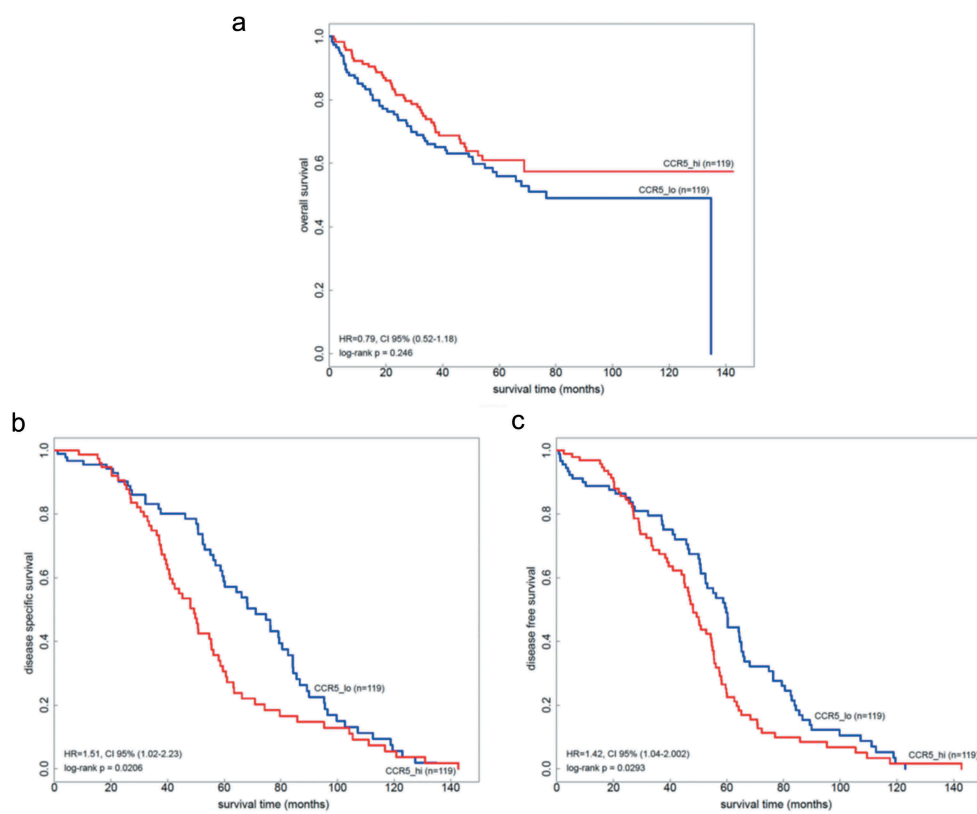 a
overall survival
1.0
0.8
0.6
0.4
0.2
0.0
CCR5_hi (n=119)
CCR5_lo (n=119)
HR=0.79, CI 95% (0.52-1.18)
log-rank p = 0.246
0 20 40 60 80 100 120 140
survival time (months)
b
disease specific survival
1.0
0.8
0.6
0.4
0.2
0.0
CCR5_lo (n=119)
HR=1.51, CI 95% (1.02-2.23)
log-rank p = 0.0206
CCR5_hi (n=119)
0 20 40 60 80 100 120 140
survival time (months)
c
disease free survival
1.0
0.8
0.6
0.4
0.2
0.0
CCR5_lo (n=119)
HR=1.42, CI 95% (1.04-2.002)
CCR5_hi (n=119)
log-rank p = 0.0293
0 20 40 60 80 100 120 140
survival time (months)